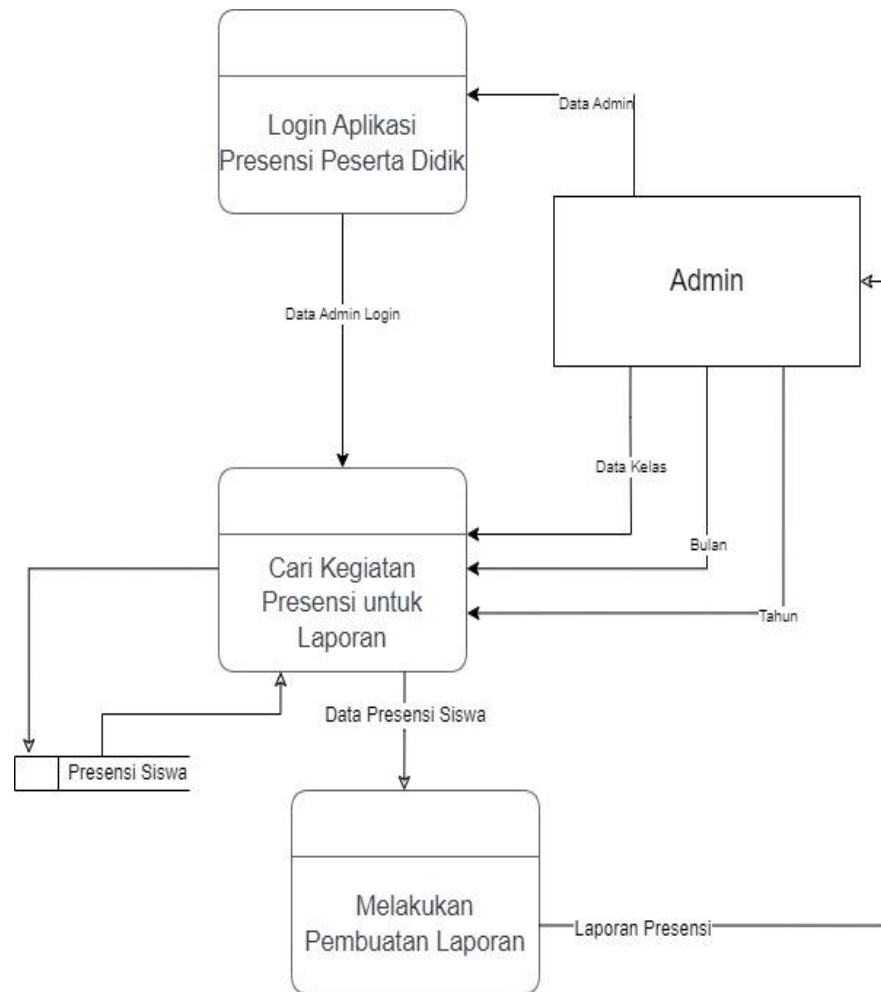 Login Aplikasi
Presensi Peserta Didik
Data Admin
Admin
Data Admin Login
Data Kelas
Bulan
Tahun
Cari Kegiatan
Presensi untuk
Laporan
Data Presensi Siswa
Presensi Siswa
Melakukan
Pembuatan Laporan
Laporan Presensi